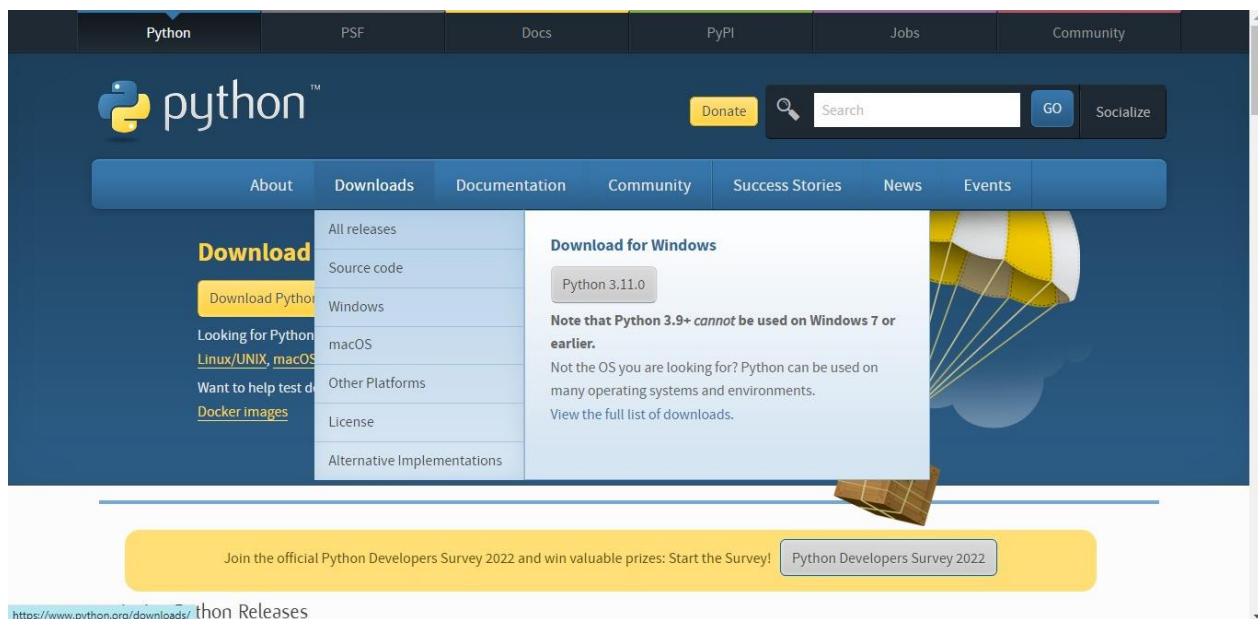 Python PSF Docs PyPI Jobs Community
python™
Donate Search GO Socialize
About Downloads Documentation Community Success Stories News Events
All releases
Source code
Windows
macOS
Other Platforms
License
Alternative Implementations
Download for Windows
Python 3.11.0
Note that Python 3.9+ cannot be used on Windows 7 or
earlier.
Not the OS you are looking for? Python can be used on
many operating systems and environments.
View the full list of downloads.
Download
Download Pytho
Looking for Python
Linux/UNIX, macOS
Want to help test d
Docker images
Join the official Python Developers Survey 2022 and win valuable prizes: Start the Survey! Python Developers Survey 2022
thon Releases
https://www.python.org/downloads/